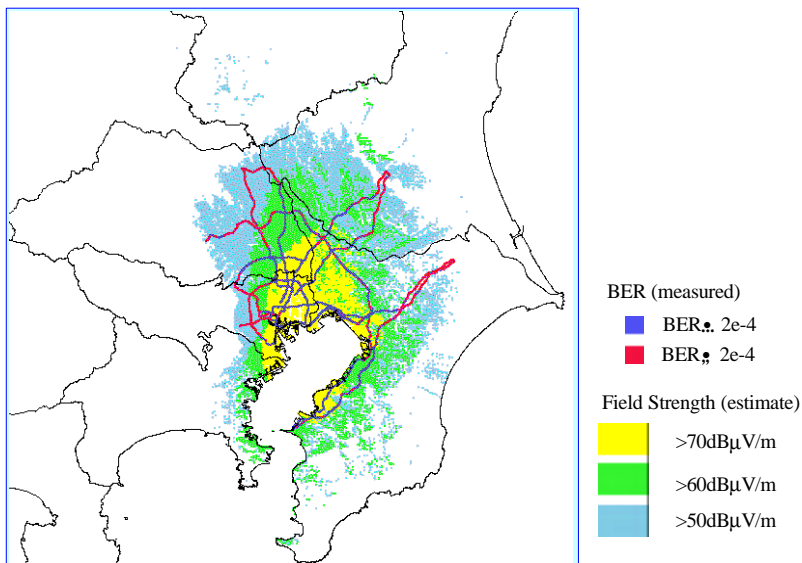 BER (measured)
BER 2e-4
BER 2e-4
Field Strength (estimate)
>70dBμV/m
>60dBμV/m
>50dBμV/m